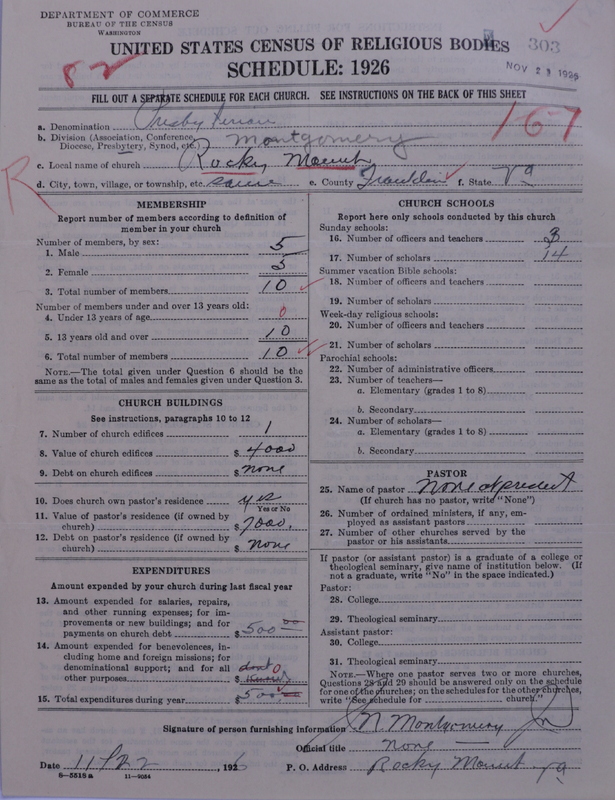 DEPARTMENT OF COMMERCE
BUREAU OF THE CENSUS
WASHINGTON
UNITED STATES CENSUS OF RELIGIOUS BODIES 303
SCHEDULE: 1926
NOV 23 1926
82
FILL OUT A SEPARATE SCHEDULE FOR EACH CHURCH. SEE INSTRUCTIONS ON THE BACK OF THIS SHEET
167
R
a. Denomination Presbyterian
b. Division (Association, Conference, Diocese, Presbytery, Synod, etc.) Montgomery
c. Local name of church Rocky Mount
d. City, town, village, or township, etc. same e. County Franklin f. State Va
MEMBERSHIP
Report number of members according to definition of member in your church
Number of members, by sex:
1. Male 5
2. Female 5
3. Total number of members 10
Number of members under and over 13 years old:
4. Under 13 years of age 0
5. 13 years old and over 10
6. Total number of members 10
NOTE.—The total given under Question 6 should be the same as the total of males and females given under Question 3.
CHURCH BUILDINGS
See instructions, paragraphs 10 to 12
7. Number of church edifices 1
8. Value of church edifices $ 4000
9. Debt on church edifices $ none
10. Does church own pastor's residence yes
Yes or No
11. Value of pastor's residence (if owned by church) $ 7000.
12. Debt on pastor's residence (if owned by church) $ none
EXPENDITURES
Amount expended by your church during last fiscal year
13. Amount expended for salaries, repairs, and other running expenses; for improvements or new buildings; and for payments on church debt $ 500 00
14. Amount expended for benevolences, including home and foreign missions; for denominational support; and for all other purposes $ dont know 0
15. Total expenditures during year $ 500
CHURCH SCHOOLS
Report here only schools conducted by this church
Sunday schools:
16. Number of officers and teachers 3
17. Number of scholars 14
Summer vacation Bible schools:
18. Number of officers and teachers
19. Number of scholars
Week-day religious schools:
20. Number of officers and teachers
21. Number of scholars
Parochial schools:
22. Number of administrative officers
23. Number of teachers—
a. Elementary (grades 1 to 8)
b. Secondary
24. Number of scholars—
a. Elementary (grades 1 to 8)
b. Secondary
PASTOR
25. Name of pastor None at present
(If church has no pastor, write "None")
26. Number of ordained ministers, if any, employed as assistant pastors
27. Number of other churches served by the pastor or his assistants
If pastor (or assistant pastor) is a graduate of a college or theological seminary, give name of institution below. (If not a graduate, write "No" in the space indicated.)
Pastor:
28. College
29. Theological seminary
Assistant pastor:
30. College
31. Theological seminary
NOTE.—Where one pastor serves two or more churches, Questions 28 and 29 should be answered only on the schedule for one of the churches; on the schedules for the other churches, write "See schedule for church."
Signature of person furnishing information N. Montgomery
Official title none
Date 11/22, 1926 P. O. Address Rocky Mount Va
8-5518a 11-9054